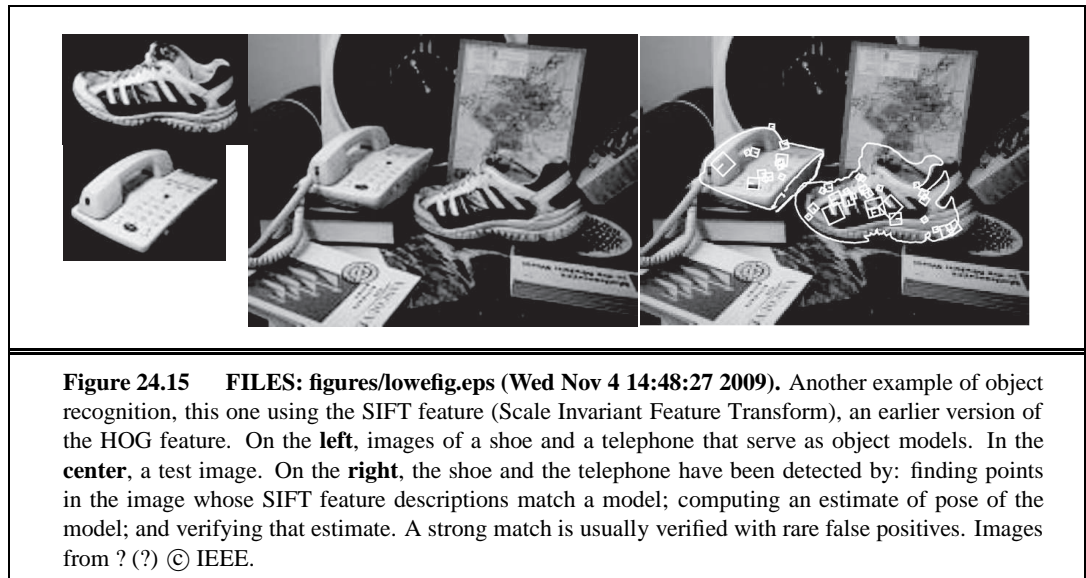 Figure 24.15 FILES: figures/lowefig.eps (Wed Nov 4 14:48:27 2009). Another example of object
recognition, this one using the SIFT feature (Scale Invariant Feature Transform), an earlier version of
the HOG feature. On the left, images of a shoe and a telephone that serve as object models. In the
center, a test image. On the right, the shoe and the telephone have been detected by: finding points
in the image whose SIFT feature descriptions match a model; computing an estimate of pose of the
model; and verifying that estimate. A strong match is usually verified with rare false positives. Images
from ? (?) © IEEE.